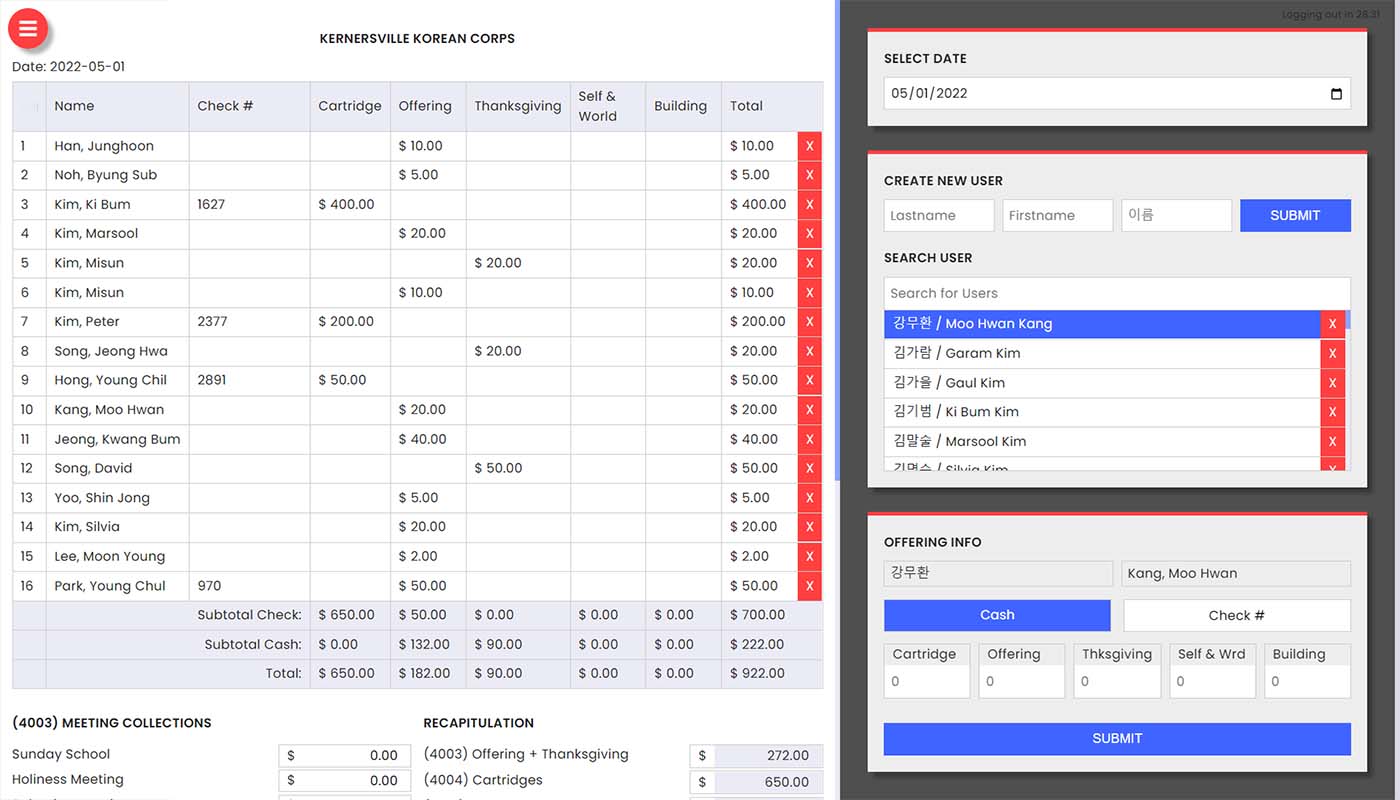 KERNERSVILLE KOREAN CORPS
Date: 2022-05-01
Name Check # Cartridge Offering Thanksgiving Self & World Building Total
1 Han, Junghoon $ 10.00 $ 10.00 X
2 Noh, Byung Sub $ 5.00 $ 5.00 X
3 Kim, Ki Bum 1627 $ 400.00 $ 400.00 X
4 Kim, Marsool $ 20.00 $ 20.00 X
5 Kim, Misun $ 20.00 $ 20.00 X
6 Kim, Misun $ 10.00 $ 10.00 X
7 Kim, Peter 2377 $ 200.00 $ 200.00 X
8 Song, Jeong Hwa $ 20.00 $ 20.00 X
9 Hong, Young Chil 2891 $ 50.00 $ 50.00 X
10 Kang, Moo Hwan $ 20.00 $ 20.00 X
11 Jeong, Kwang Bum $ 40.00 $ 40.00 X
12 Song, David $ 50.00 $ 50.00 X
13 Yoo, Shin Jong $ 5.00 $ 5.00 X
14 Kim, Silvia $ 20.00 $ 20.00 X
15 Lee, Moon Young $ 2.00 $ 2.00 X
16 Park, Young Chul 970 $ 50.00 $ 50.00 X
Subtotal Check: $ 650.00 $ 50.00 $ 0.00 $ 0.00 $ 0.00 $ 700.00
Subtotal Cash: $ 0.00 $ 132.00 $ 90.00 $ 0.00 $ 0.00 $ 222.00
Total: $ 650.00 $ 182.00 $ 90.00 $ 0.00 $ 0.00 $ 922.00
(4003) MEETING COLLECTIONS
Sunday School $ 0.00
Holiness Meeting $ 0.00
RECAPITULATION
(4003) Offering + Thanksgiving $ 272.00
(4004) Cartridges $ 650.00
Logging out in 28:31
SELECT DATE
05/01/2022
CREATE NEW USER
Lastname Firstname 이름 SUBMIT
SEARCH USER
Search for Users
강무환 / Moo Hwan Kang X
김가람 / Garam Kim X
김가을 / Gaul Kim X
김기범 / Ki Bum Kim X
김말술 / Marsool Kim X
/ Silvia Kim X
OFFERING INFO
강무환 Kang, Moo Hwan
Cash Check #
Cartridge Offering Thksgiving Self & Wrd Building
0 0 0 0 0
SUBMIT